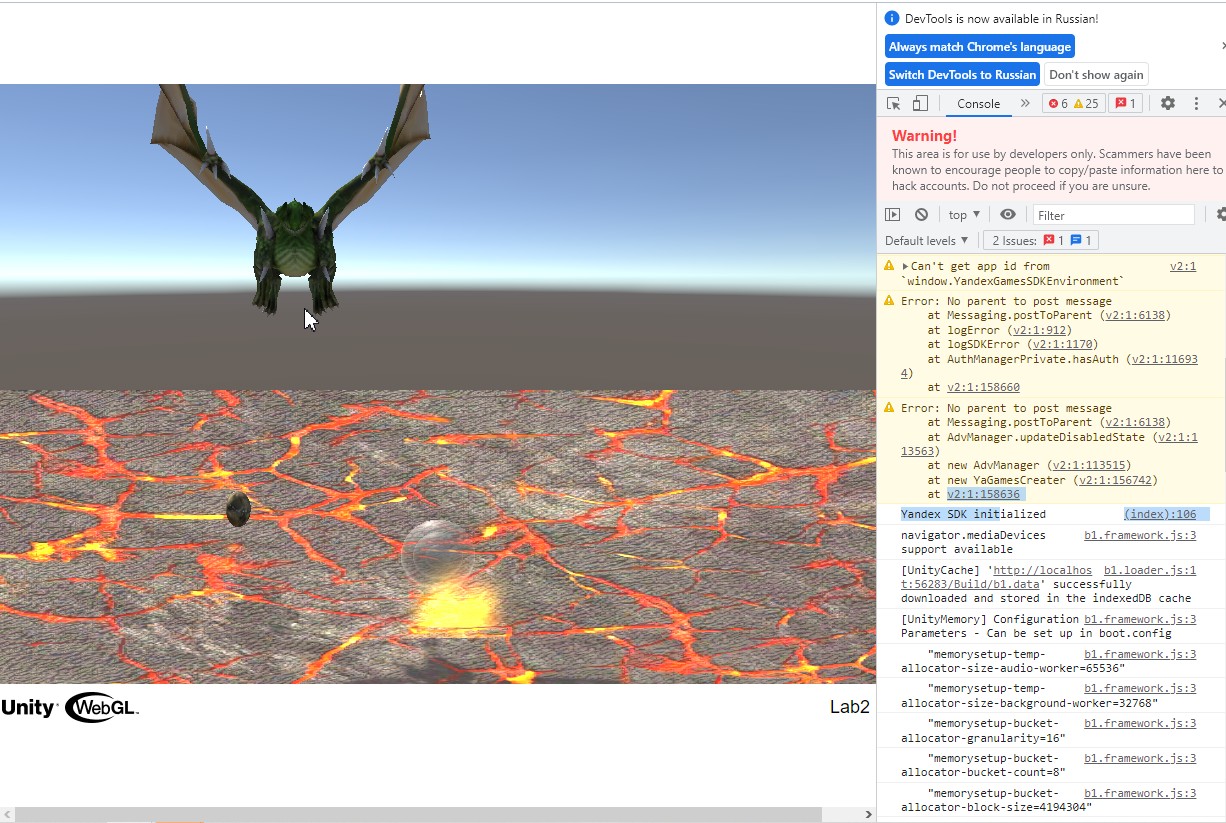 DevTools is now available in Russian!
Always match Chrome's language
Switch DevTools to Russian Don't show again
Console » 6 25 1
Warning!
This area is for use by developers only. Scammers have been
known to encourage people to copy/paste information here to
hack accounts. Do not proceed if you are unsure.
top ▼ Filter
Default levels ▼ 2 Issues: 1 1
Can't get app id from v2:1
`window.YandexGamesSDKEnvironment`
Error: No parent to post message
at Messaging.postToParent (v2:1:6138)
at logError (v2:1:912)
at logSDKError (v2:1:1170)
at AuthManagerPrivate.hasAuth (v2:1:11693
4)
at v2:1:158660
Error: No parent to post message
at Messaging.postToParent (v2:1:6138)
at AdvManager.updateDisabledState (v2:1:1
13563)
at new AdvManager (v2:1:113515)
at new YaGamesCreater (v2:1:156742)
at v2:1:158636
Yandex SDK initialized (index):106
navigator.mediaDevices b1.framework.js:3
support available
[UnityCache] 'http://localhos b1.loader.js:1
t:56283/Build/b1.data' successfully
downloaded and stored in the indexedDB cache
[UnityMemory] Configuration b1.framework.js:3
Parameters - Can be set up in boot.config
"memorysetup-temp- b1.framework.js:3
allocator-size-audio-worker=65536"
"memorysetup-temp- b1.framework.js:3
allocator-size-background-worker=32768"
"memorysetup-bucket- b1.framework.js:3
allocator-granularity=16"
"memorysetup-bucket- b1.framework.js:3
allocator-bucket-count=8"
"memorysetup-bucket- b1.framework.js:3
allocator-block-size=4194304"
Unity WebGL
Lab2